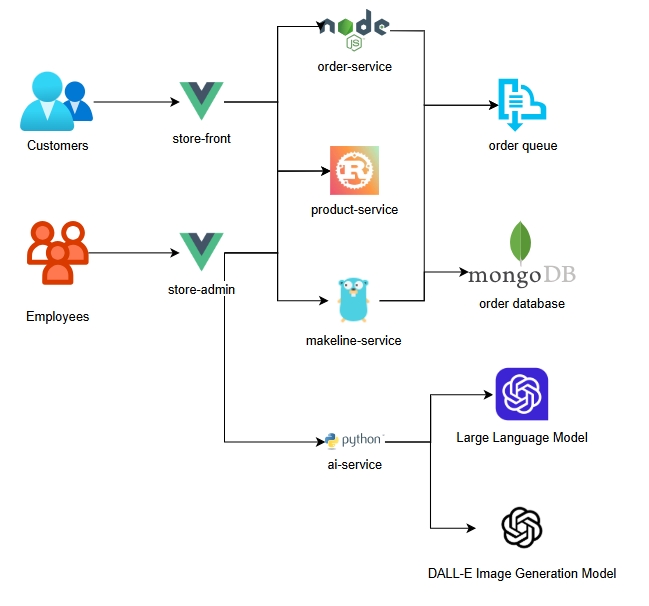 node
JS
order-service
Customers
store-front
order queue
R
product-service
Employees
store-admin
mongoDB
order database
makeline-service
python
ai-service
Large Language Model
DALL-E Image Generation Model